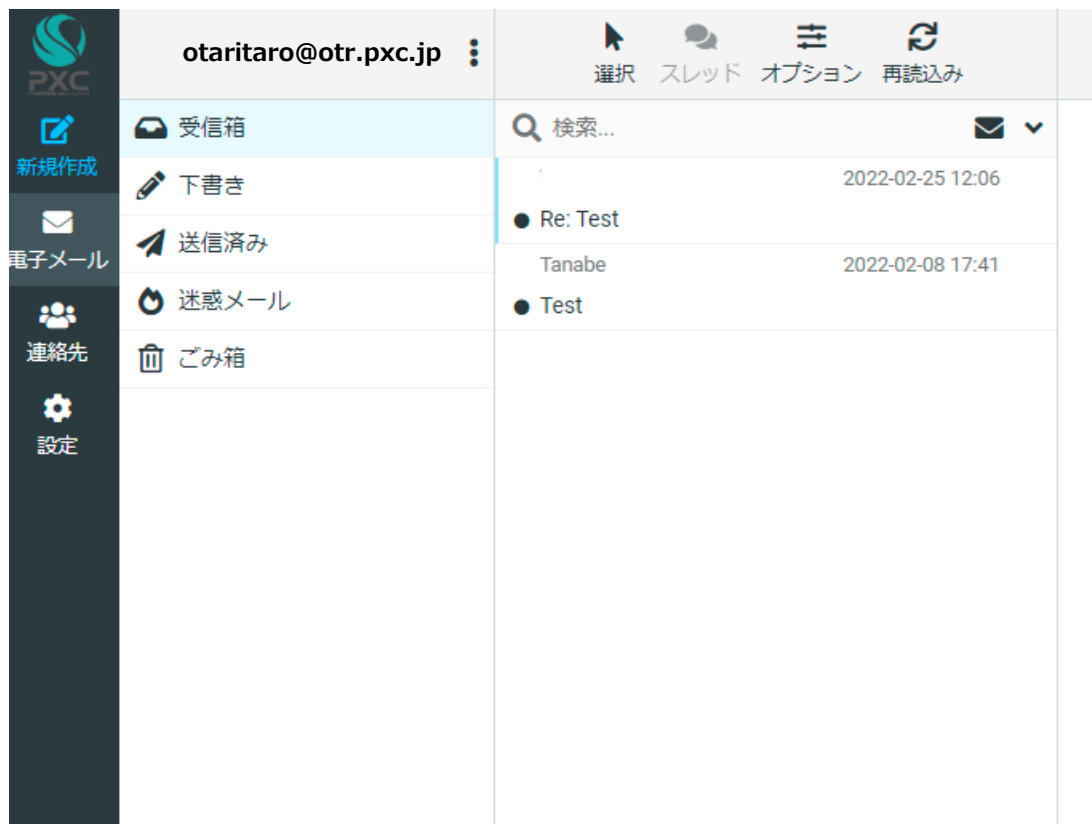 PXC
新規作成
電子メール
連絡先
設定
otaritaro@otr.pxc.jp
受信箱
下書き
送信済み
迷惑メール
ごみ箱
選択 スレッド オプション 再読込み
検索...
2022-02-25 12:06
Re: Test
Tanabe 2022-02-08 17:41
Test